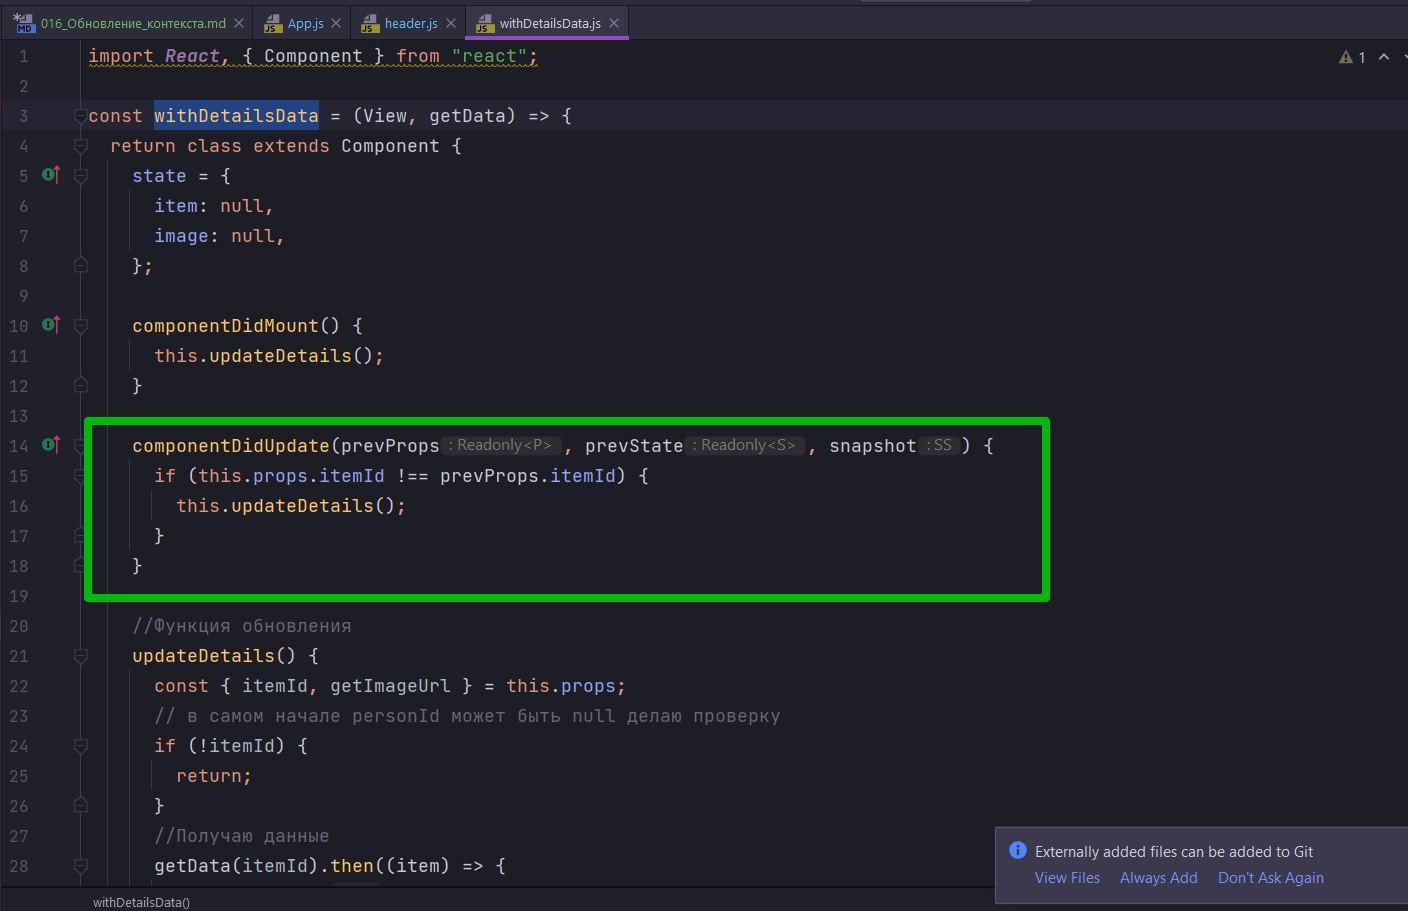 016_Обновление_контекста.md App.js header.js withDetailsData.js
1 import React, { Component } from "react"; 1
2
3 const withDetailsData = (View, getData) => {
4 return class extends Component {
5 state = {
6 item: null,
7 image: null,
8 };
9
10 componentDidMount() {
11 this.updateDetails();
12 }
13
14 componentDidUpdate(prevProps : Readonly<P> , prevState : Readonly<S> , snapshot : SS ) {
15 if (this.props.itemId !== prevProps.itemId) {
16 this.updateDetails();
17 }
18 }
19
20 //Функция обновления
21 updateDetails() {
22 const { itemId, getImageUrl } = this.props;
23 // в самом начале personId может быть null делаю проверку
24 if (!itemId) {
25 return;
26 }
27 //Получаю данные
28 getData(itemId).then((item) => {
Externally added files can be added to Git
View Files Always Add Don't Ask Again
withDetailsData()